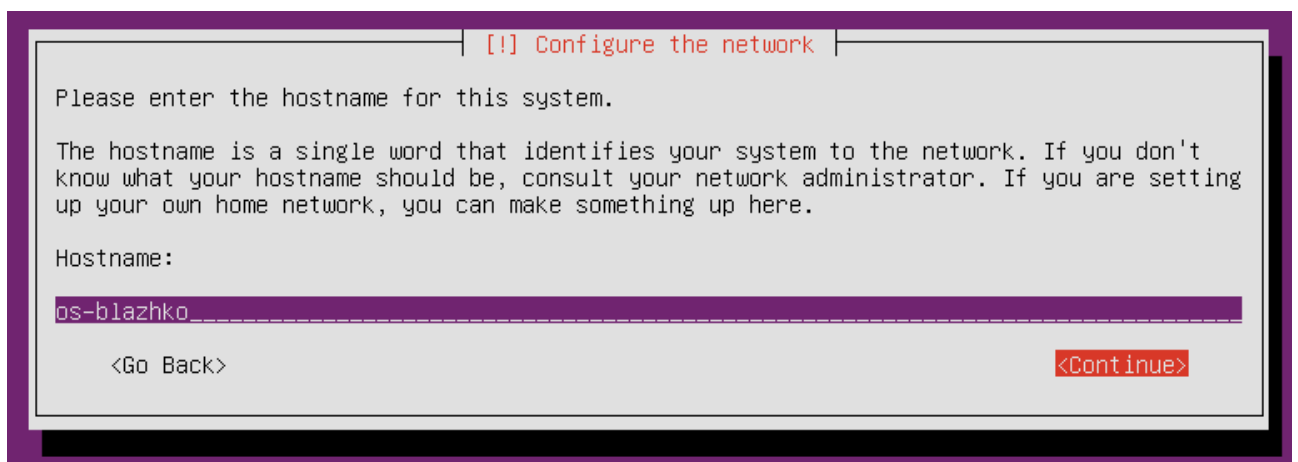 [!] Configure the network
Please enter the hostname for this system.
The hostname is a single word that identifies your system to the network. If you don't
know what your hostname should be, consult your network administrator. If you are setting
up your own home network, you can make something up here.
Hostname:
os-blazhko
<Go Back> <Continue>